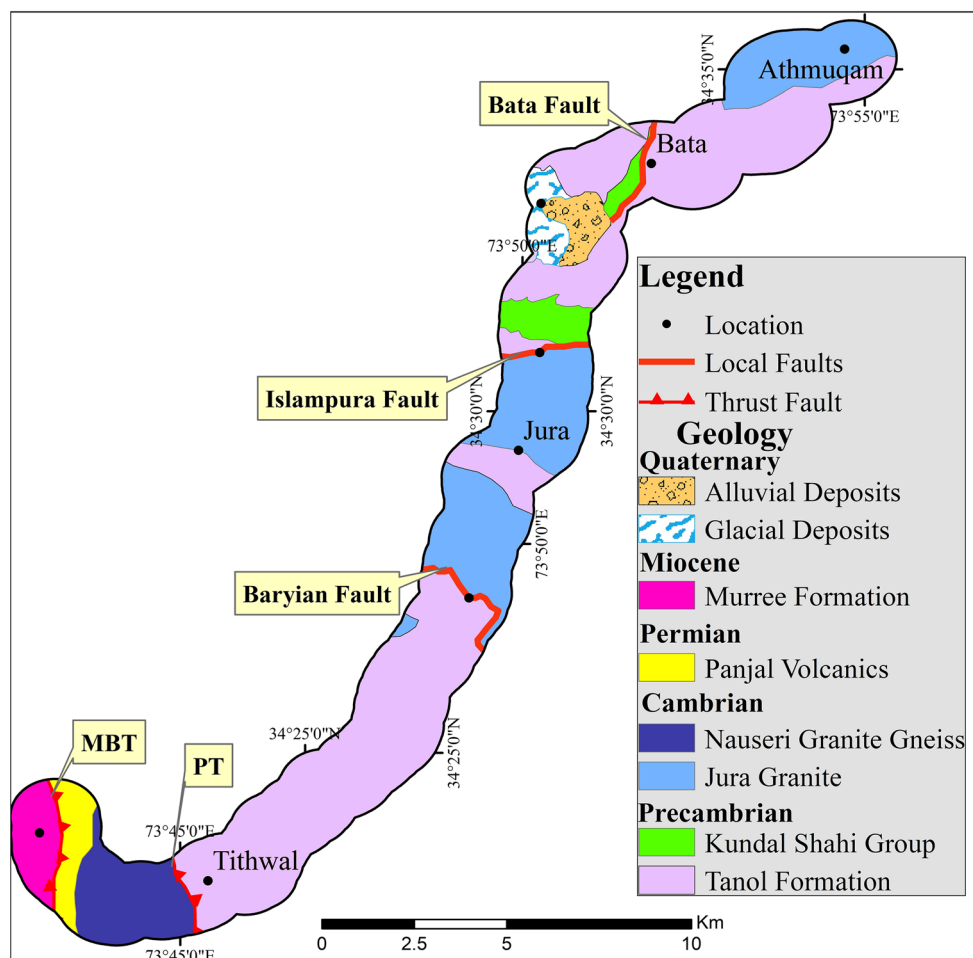 Athmuqam
34°35'0"N
73°55'0"E
Bata Fault
Bata
73°50'0"E
Islampura Fault
34°30'0"N
34°30'0"N
Jura
73°50'0"E
Baryian Fault
34°25'0"N
34°25'0"N
MBT
PT
73°45'0"E
Tithwal
73°45'0"E
Legend
Location
Local Faults
Thrust Fault
Geology
Quaternary
Alluvial Deposits
Glacial Deposits
Miocene
Murree Formation
Permian
Panjal Volcanics
Cambrian
Nauseri Granite Gneiss
Jura Granite
Precambrian
Kundal Shahi Group
Tanol Formation
Km
0 2.5 5 10